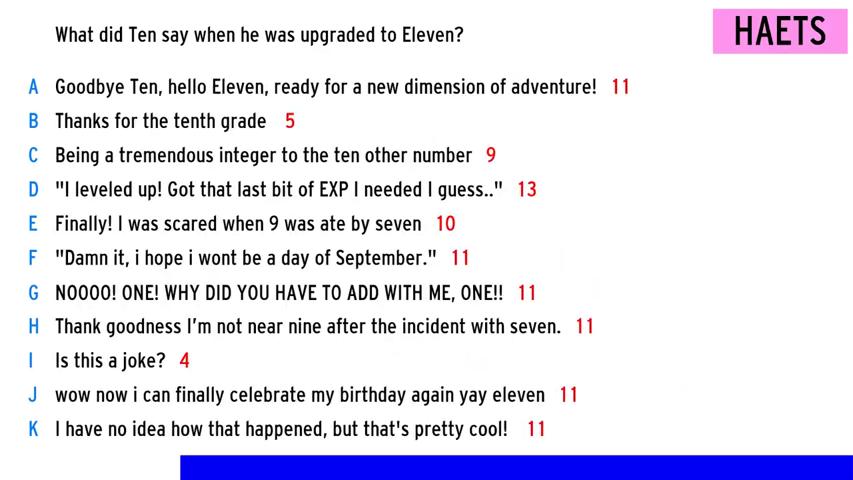 What did Ten say when he was upgraded to Eleven?
HAETS
A Goodbye Ten, hello Eleven, ready for a new dimension of adventure! 11
B Thanks for the tenth grade 5
C Being a tremendous integer to the ten other number 9
D "I leveled up! Got that last bit of EXP I needed I guess.." 13
E Finally! I was scared when 9 was ate by seven 10
F "Damn it, i hope i wont be a day of September." 11
G NOOOO! ONE! WHY DID YOU HAVE TO ADD WITH ME, ONE!! 11
H Thank goodness I'm not near nine after the incident with seven. 11
I Is this a joke? 4
J wow now i can finally celebrate my birthday again yay eleven 11
K I have no idea how that happened, but that's pretty cool! 11